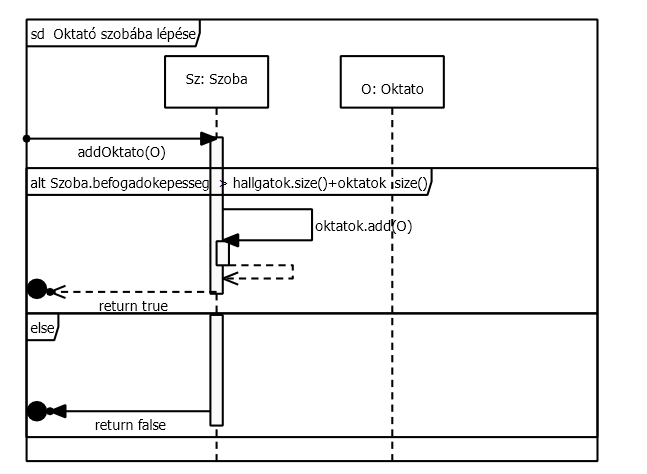 sd Oktató szobába lépése
Sz: Szoba
O: Oktato
addOktato(O)
alt Szoba.befogadokepesseg > hallgatok.size()+oktatok.size()
oktatok.add(O)
return true
else
return false